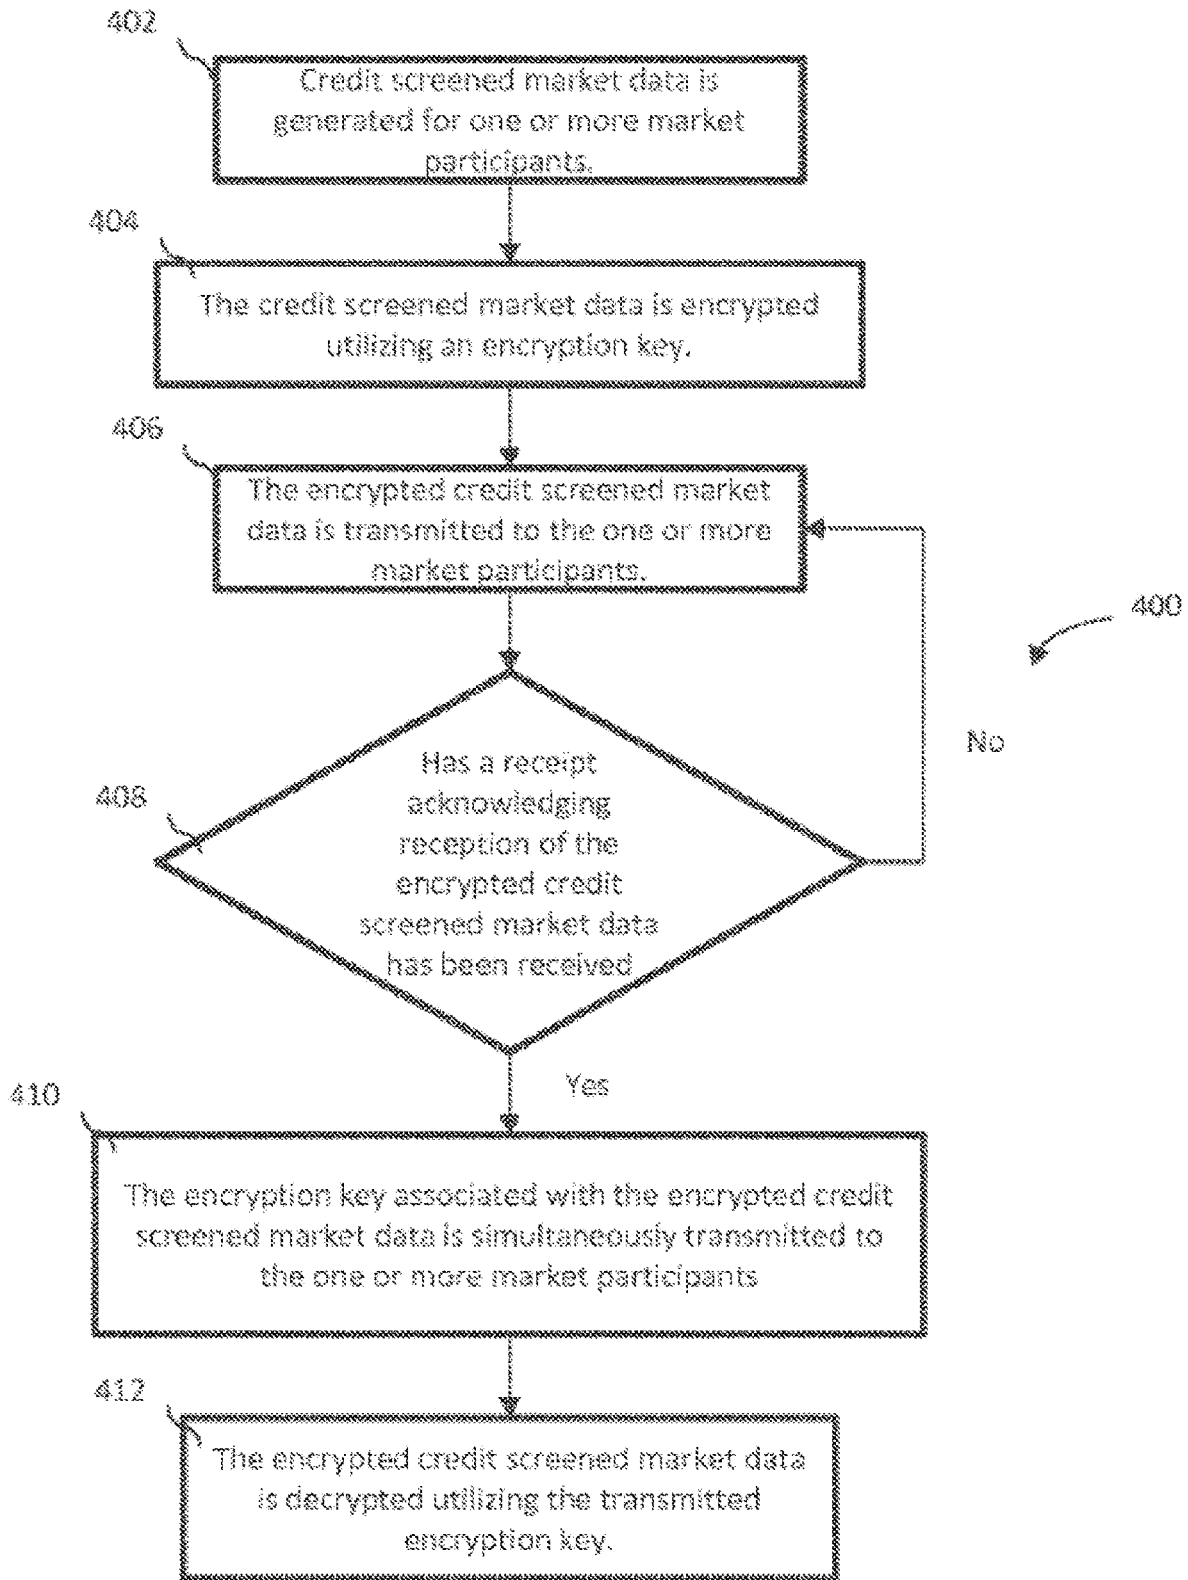 402
Credit screened market data is
generated for one or more market
participants.
404
The credit screened market data is encrypted
utilizing an encryption key.
406
The encrypted credit screened market
data is transmitted to the one or more
market participants.
400
No
408
Has a receipt
acknowledging
reception of the
encrypted credit
screened market data
has been received
Yes
410
The encryption key associated with the encrypted credit
screened market data is simultaneously transmitted to
the one or more market participants
412
The encrypted credit screened market data
is decrypted utilizing the transmitted
encryption key.